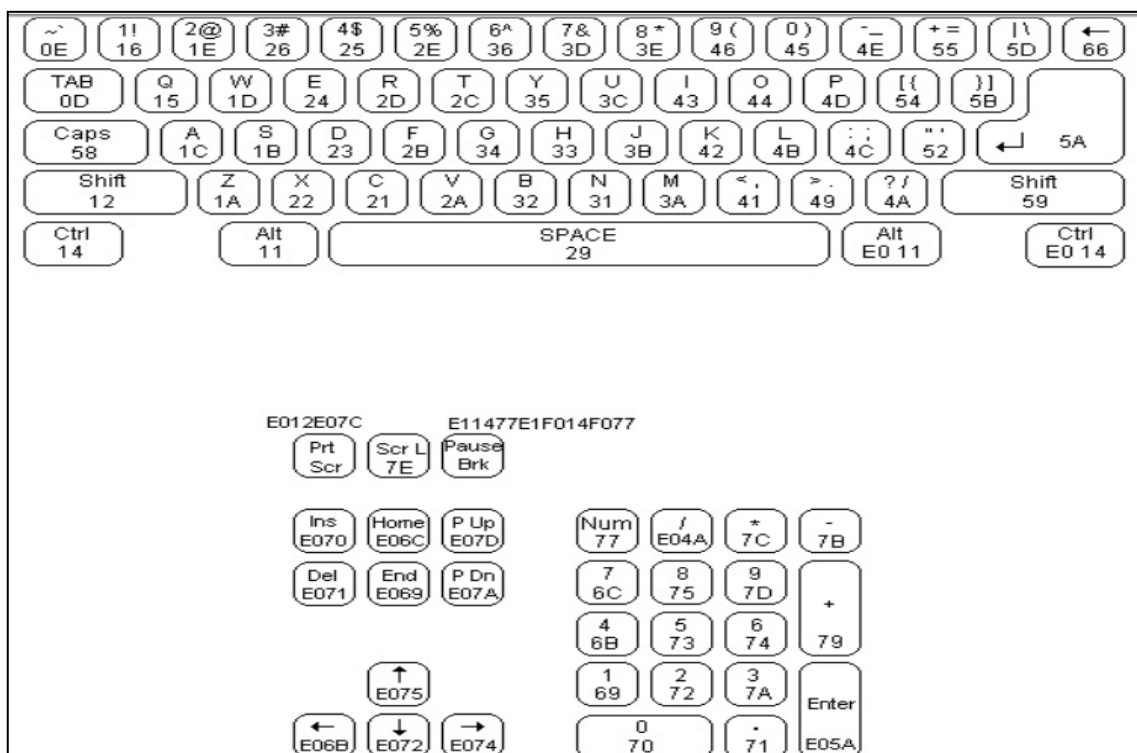 ~` 1! 2@ 3# 4$ 5% 6^ 7& 8* 9( 0) -_ += |\ ←
0E 16 1E 26 25 2E 36 3D 3E 46 45 4E 55 5D 66
TAB Q W E R T Y U I O P [{ }]
0D 15 1D 24 2D 2C 35 3C 43 44 4D 54 5B
Caps A S D F G H J K L : ; " ' ↵ 5A
58 1C 1B 23 2B 34 33 3B 42 4B 4C 52
Shift Z X C V B N M < , > . ? / Shift
12 1A 22 21 2A 32 31 3A 41 49 4A 59
Ctrl Alt SPACE Alt Ctrl
14 11 29 E0 11 E0 14
E012E07C E11477E1F014F077
Prt Scr L Pause
Scr 7E Brk
Ins Home P Up Num / * -
E070 E06C E07D 77 E04A 7C 7B
Del End P Dn 7 8 9
E071 E069 E07A 6C 75 7D
+
4 5 6
6B 73 74 79
↑ 1 2 3
E075 69 72 7A
Enter
← ↓ → 0 .
E06B E072 E074 70 71 E05A